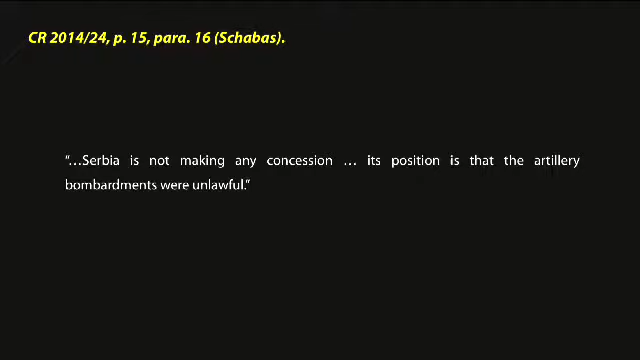 CR 2014/24, p. 15, para. 16 (Schabas).
“…Serbia is not making any concession … its position is that the artillery
bombardments were unlawful.”